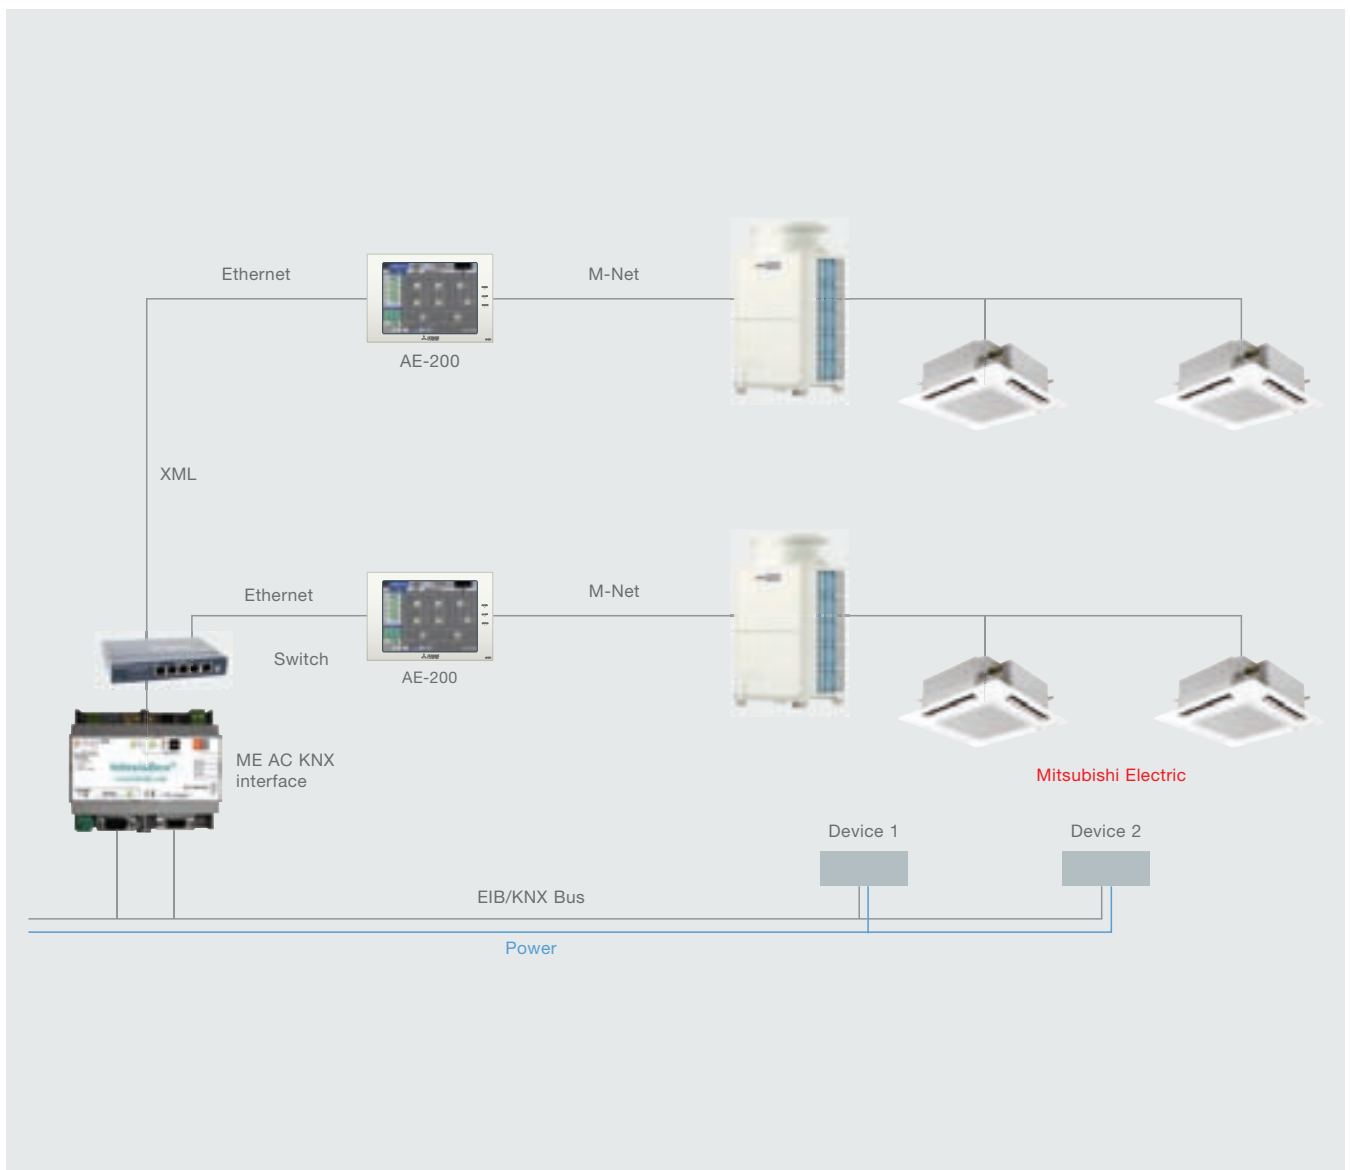 Ethernet
M-Net
AE-200
XML
Ethernet
M-Net
Switch
AE-200
ME AC KNX
interface
Mitsubishi Electric
Device 1
Device 2
EIB/KNX Bus
Power